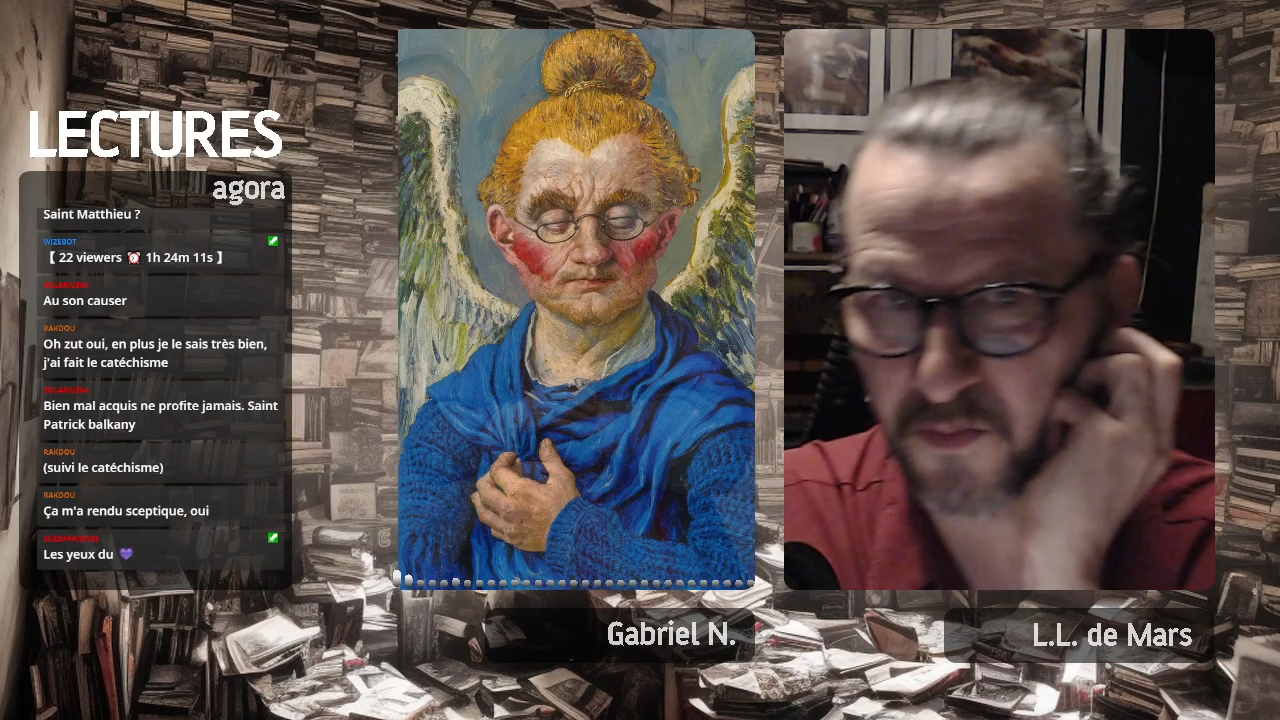 LECTURES
agora
Saint Matthieu ?
WIZEBOT
【 22 viewers ⏰ 1h 24m 11s 】
Au son causer
RAKDOU
Oh zut oui, en plus je le sais très bien,
j'ai fait le catéchisme
Bien mal acquis ne profite jamais. Saint
Patrick balkany
RAKDOU
(suivi le catéchisme)
RAKDOU
Ça m'a rendu sceptique, oui
Les yeux du 💜
Gabriel N.
L.L. de Mars